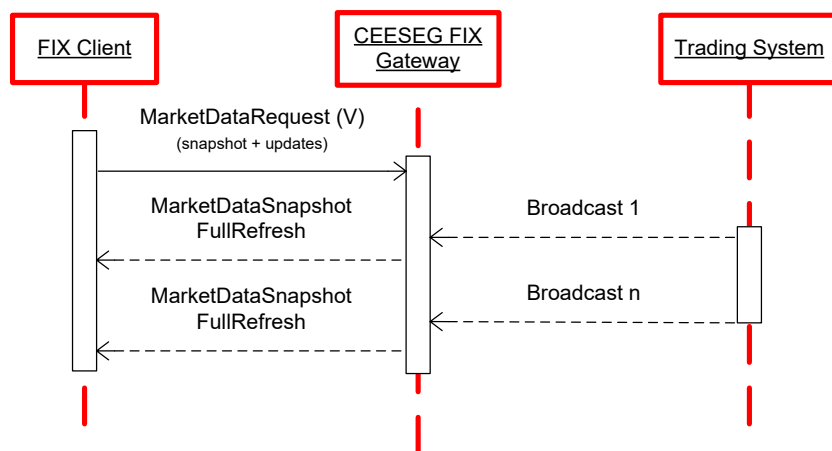 FIX Client
CEESEG FIX
Gateway
Trading System
MarketDataRequest (V)
(snapshot + updates)
MarketDataSnapshot
FullRefresh
Broadcast 1
MarketDataSnapshot
FullRefresh
Broadcast n